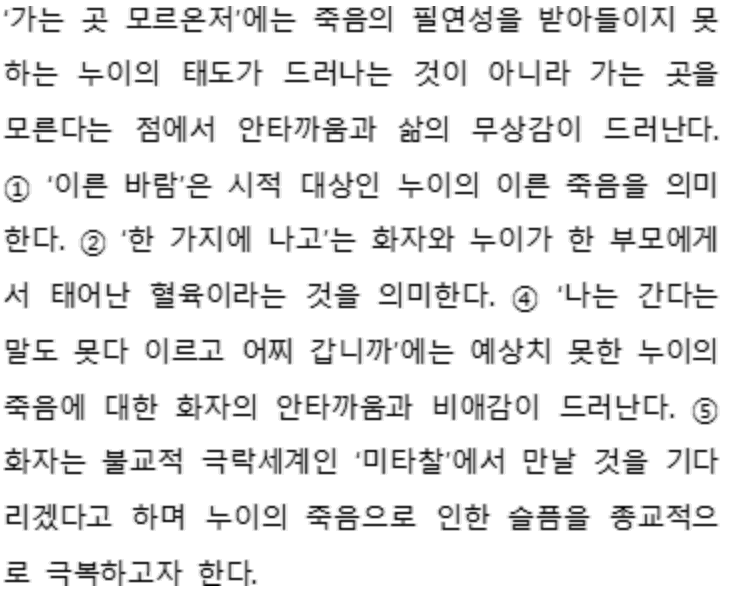 ‘가는 곳 모르온저’에는 죽음의 필연성을 받아들이지 못
하는 누이의 태도가 드러나는 것이 아니라 가는 곳을
모른다는 점에서 안타까움과 삶의 무상감이 드러난다.
① ‘이른 바람’은 시적 대상인 누이의 이른 죽음을 의미
한다. ② ‘한 가지에 나고’는 화자와 누이가 한 부모에게
서 태어난 혈육이라는 것을 의미한다. ④ ‘나는 간다는
말도 못다 이르고 어찌 갑니까’에는 예상치 못한 누이의
죽음에 대한 화자의 안타까움과 비애감이 드러난다. ⑤
화자는 불교적 극락세계인 ‘미타찰’에서 만날 것을 기다
리겠다고 하며 누이의 죽음으로 인한 슬픔을 종교적으
로 극복하고자 한다.